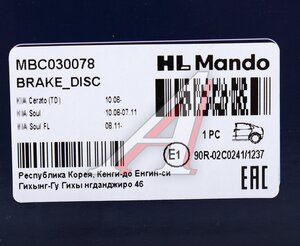 MBC030078
BRAKE_DISC
HL Mando
KIA Cerato (TD) 10.08-
KIA Soul 10.08-07.11
KIA Soul FL 08.11-
1 PC
E1 90R-02C0241/1237
EAC
Республика Корея, Кенги-до Енгин-си
Гихынг-Гу Гихы нгданджиро 46